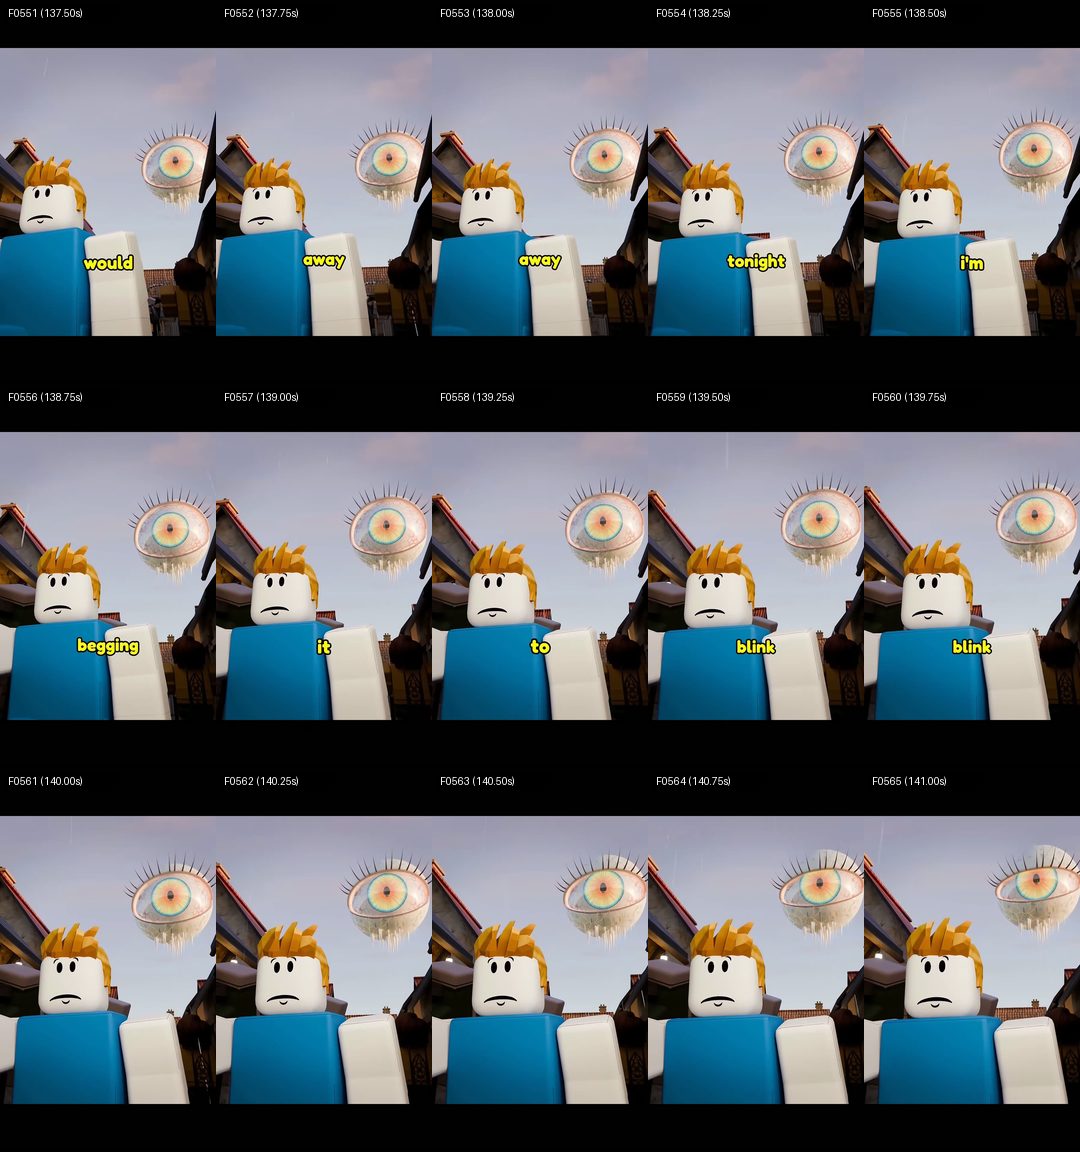 F0551 (137.50s) F0552 (137.75s) F0553 (138.00s) F0554 (138.25s) F0555 (138.50s)
would away away tonight i'm
F0556 (138.75s) F0557 (139.00s) F0558 (139.25s) F0559 (139.50s) F0560 (139.75s)
begging it to blink blink
F0561 (140.00s) F0562 (140.25s) F0563 (140.50s) F0564 (140.75s) F0565 (141.00s)